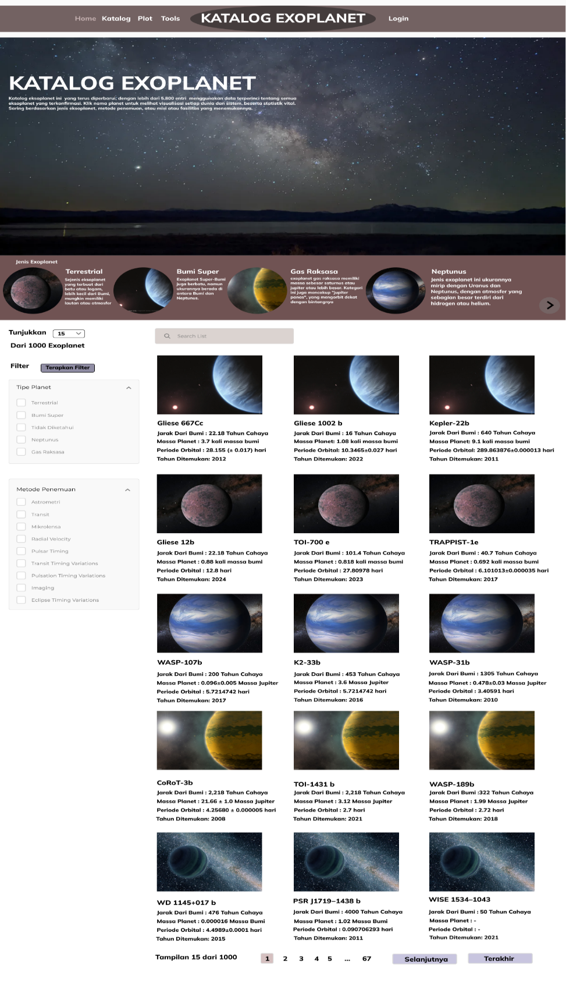 Home Katalog Plot Tools KATALOG EXOPLANET Login
KATALOG EXOPLANET
Katalog eksoplanet ini yang terus diperbarui, dengan lebih dari 5.800 entri menggunakan data terperinci tentang semua
eksoplanet yang terkonfirmasi. Klik nama planet untuk melihat visualisasi setiap dunia dan sistem, beserta statistik vital.
Saring berdasarkan jenis eksoplanet, metode penemuan, atau misi atau fasilitas yang menemukannya.
Jenis Exoplanet
Terrestrial
Sejenis eksoplanet
yang terbuat dari
batu atau logam,
lebih kecil dari Bumi,
mungkin memiliki
lautan atau atmosfer
Bumi Super
Exoplanet Super-Bumi
juga berbatu, namun
ukurannya berada di
antara Bumi dan
Neptunus.
Gas Raksasa
exoplanet gas raksasa memiliki
massa sebesar saturnus atau
jupiter atau lebih besar. Kategori
ini juga mencakup "jupiter
panas", yang mengorbit dekat
dengan bintangnya
Neptunus
Jenis exoplanet ini ukurannya
mirip dengan Uranus dan
Neptunus, dengan atmosfer yang
sebagian besar terdiri dari
hidrogen atau helium.
Tunjukkan 15
Dari 1000 Exoplanet
Filter Terapkan Filter
Tipe Planet
Terrestrial
Bumi Super
Tidak Diketahui
Neptunus
Gas Raksasa
Metode Penemuan
Astrometri
Transit
Mikrolensa
Radial Velocity
Pulsar Timing
Transit Timing Variations
Pulsation Timing Variations
Imaging
Eclipse Timing Variations
Search List
Gliese 667Cc
Jarak Dari Bumi : 22.18 Tahun Cahaya
Massa Planet : 3.7 kali massa bumi
Periode Orbital : 28.155 (± 0.017) hari
Tahun Ditemukan: 2012
Gliese 1002 b
Jarak Dari Bumi : 16 Tahun Cahaya
Massa Planet: 1.08 kali massa bumi
Periode Orbital: 10.3465±0.027 hari
Tahun Ditemukan: 2022
Kepler-22b
Jarak Dari Bumi : 640 Tahun Cahaya
Massa Planet: 9.1 kali massa bumi
Periode Orbital: 289.863876±0.000013 hari
Tahun Ditemukan: 2011
Gliese 12b
Jarak Dari Bumi : 22.18 Tahun Cahaya
Massa Planet : 0.88 kali massa bumi
Periode Orbital : 12.8 hari
Tahun Ditemukan: 2024
TOI-700 e
Jarak Dari Bumi : 101.4 Tahun Cahaya
Massa Planet : 0.818 kali massa bumi
Periode Orbital : 27.80978 hari
Tahun Ditemukan: 2023
TRAPPIST-1e
Jarak Dari Bumi : 40.7 Tahun Cahaya
Massa Planet : 0.692 kali massa bumi
Periode Orbital : 6.101013±0.000035 hari
Tahun Ditemukan: 2017
WASP-107b
Jarak Dari Bumi : 200 Tahun Cahaya
Massa Planet : 0.096±0.005 Massa Jupiter
Periode Orbital : 5.7214742 hari
Tahun Ditemukan: 2017
K2-33b
Jarak Dari Bumi : 453 Tahun Cahaya
Massa Planet : 3.6 Massa Jupiter
Periode Orbital : 5.7214742 hari
Tahun Ditemukan: 2016
WASP-31b
Jarak Dari Bumi : 1305 Tahun Cahaya
Massa Planet : 0.478±0.03 Massa Jupiter
Periode Orbital : 3.40591 hari
Tahun Ditemukan: 2010
CoRoT-3b
Jarak Dari Bumi : 2,218 Tahun Cahaya
Massa Planet : 21.66 ± 1.0 Massa Jupiter
Periode Orbital : 4.25680 ± 0.000005 hari
Tahun Ditemukan: 2008
TOI-1431 b
Jarak Dari Bumi : 2,218 Tahun Cahaya
Massa Planet : 3.12 Massa Jupiter
Periode Orbital : 2.7 hari
Tahun Ditemukan: 2021
WASP-189b
Jarak Dari Bumi :322 Tahun Cahaya
Massa Planet : 1.99 Massa Jupiter
Periode Orbital : 2.72 hari
Tahun Ditemukan: 2018
WD 1145+017 b
Jarak Dari Bumi : 476 Tahun Cahaya
Massa Planet : 0.000016 Massa Bumi
Periode Orbital : 4.4989±0.0001 hari
Tahun Ditemukan: 2015
PSR J1719–1438 b
Jarak Dari Bumi : 4000 Tahun Cahaya
Massa Planet : 1.02 Massa Bumi
Periode Orbital : 0.090706293 hari
Tahun Ditemukan: 2011
WISE 1534–1043
Jarak Dari Bumi : 50 Tahun Cahaya
Massa Planet : -
Periode Orbital : -
Tahun Ditemukan: 2021
Tampilan 15 dari 1000 1 2 3 4 5 ... 67 Selanjutnya Terakhir